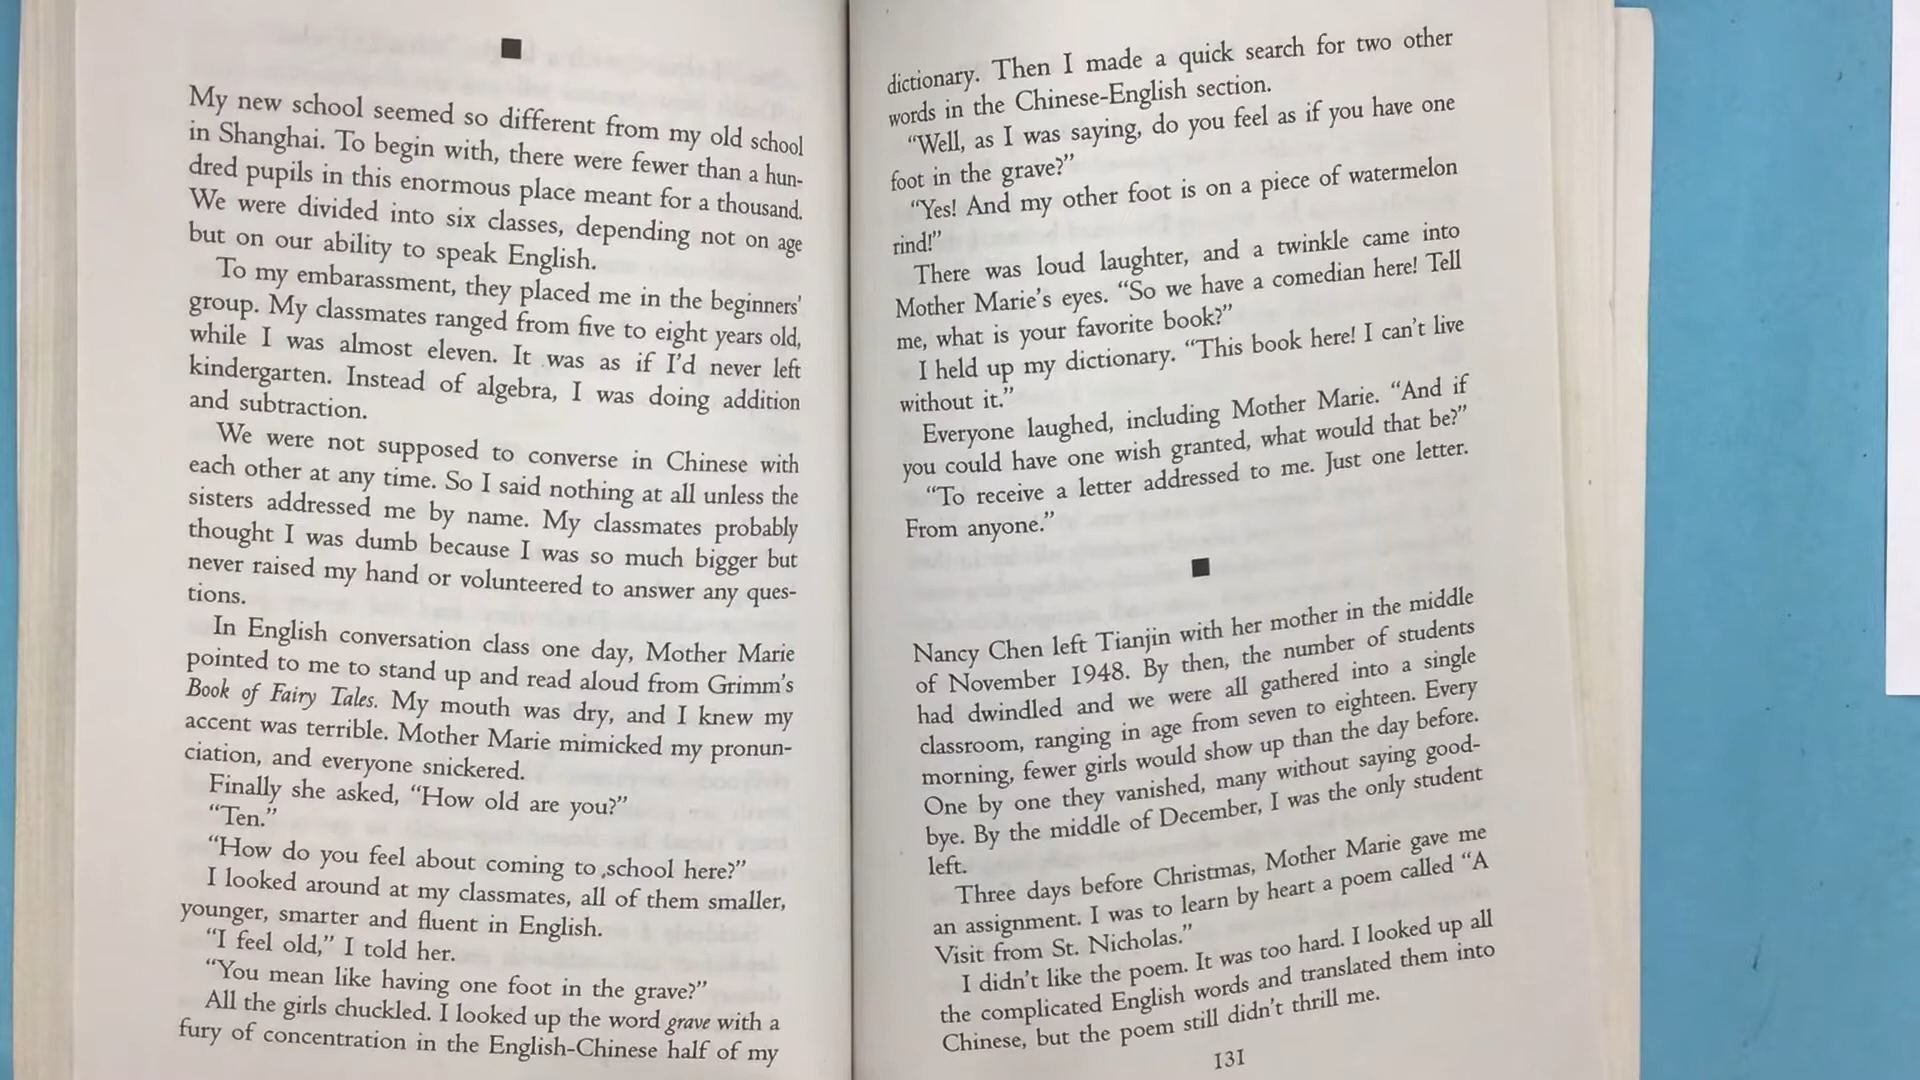 My new school seemed so different from my old school
in Shanghai. To begin with, there were fewer than a hun-
dred pupils in this enormous place meant for a thousand.
We were divided into six classes, depending not on age
but on our ability to speak English.
To my embarassment, they placed me in the beginners'
group. My classmates ranged from five to eight years old,
while I was almost eleven. It was as if I'd never left
kindergarten. Instead of algebra, I was doing addition
and subtraction.
We were not supposed to converse in Chinese with
each other at any time. So I said nothing at all unless the
sisters addressed me by name. My classmates probably
thought I was dumb because I was so much bigger but
never raised my hand or volunteered to answer any ques-
tions.
In English conversation class one day, Mother Marie
pointed to me to stand up and read aloud from Grimm's
Book of Fairy Tales. My mouth was dry, and I knew my
accent was terrible. Mother Marie mimicked my pronun-
ciation, and everyone snickered.
Finally she asked, “How old are you?”
“Ten.”
“How do you feel about coming to school here?”
I looked around at my classmates, all of them smaller,
younger, smarter and fluent in English.
“I feel old,” I told her.
“You mean like having one foot in the grave?”
All the girls chuckled. I looked up the word grave with a
fury of concentration in the English-Chinese half of my
dictionary. Then I made a quick search for two other
words in the Chinese-English section.
“Well, as I was saying, do you feel as if you have one
foot in the grave?”
“Yes! And my other foot is on a piece of watermelon
rind!”
There was loud laughter, and a twinkle came into
Mother Marie's eyes. “So we have a comedian here! Tell
me, what is your favorite book?”
I held up my dictionary. “This book here! I can't live
without it.”
Everyone laughed, including Mother Marie. “And if
you could have one wish granted, what would that be?”
“To receive a letter addressed to me. Just one letter.
From anyone.”
Nancy Chen left Tianjin with her mother in the middle
of November 1948. By then, the number of students
had dwindled and we were all gathered into a single
classroom, ranging in age from seven to eighteen. Every
morning, fewer girls would show up than the day before.
One by one they vanished, many without saying good-
bye. By the middle of December, I was the only student
left.
Three days before Christmas, Mother Marie gave me
an assignment. I was to learn by heart a poem called “A
Visit from St. Nicholas.”
I didn't like the poem. It was too hard. I looked up all
the complicated English words and translated them into
Chinese, but the poem still didn't thrill me.
131